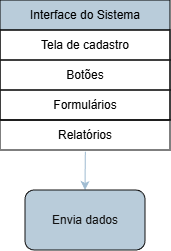 Interface do Sistema
Tela de cadastro
Botões
Formulários
Relatórios
Envia dados